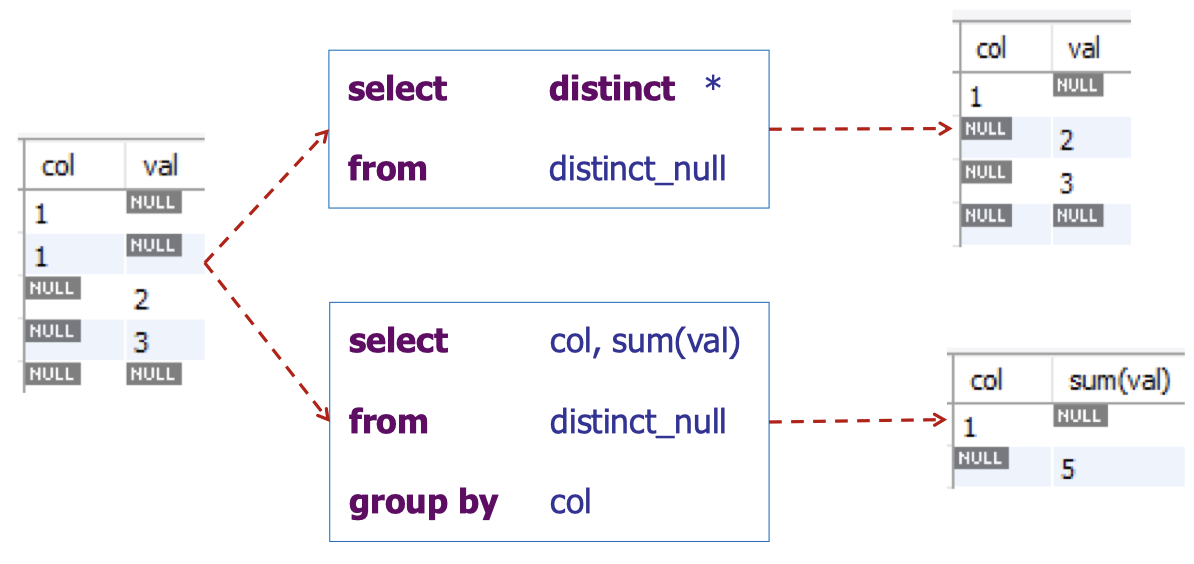 col val
1 NULL
1 NULL
NULL 2
NULL 3
NULL NULL
select distinct *
from distinct_null
col val
1 NULL
NULL 2
NULL 3
NULL NULL
select col, sum(val)
from distinct_null
group by col
col sum(val)
1 NULL
NULL 5